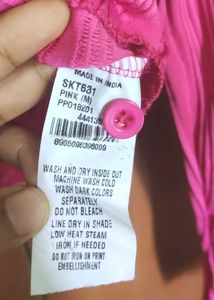 MADE IN INDIA
SKT631
PINK (M)
PP018201
WASH AND DRY INSIDE OUT
MACHINE WASH COLD
WASH DARK COLORS
SEPARATELY
DO NOT BLEACH
LINE DRY IN SHADE
LOW HEAT STEAM
IRON IF NEEDED
DO NOT IRON ON PRINT
EMBELLISHMENT